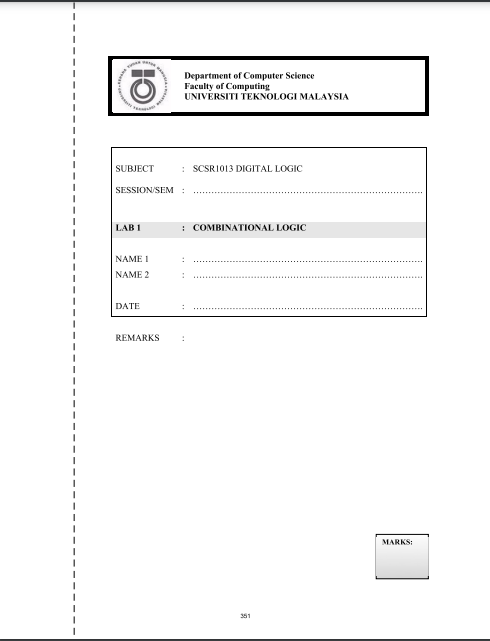 Department of Computer Science
Faculty of Computing
UNIVERSITI TEKNOLOGI MALAYSIA
SUBJECT : SCSR1013 DIGITAL LOGIC
SESSION/SEM : ............................................................................
LAB 1 : COMBINATIONAL LOGIC
NAME 1 : ............................................................................
NAME 2 : ............................................................................
DATE : ............................................................................
REMARKS :
MARKS:
351